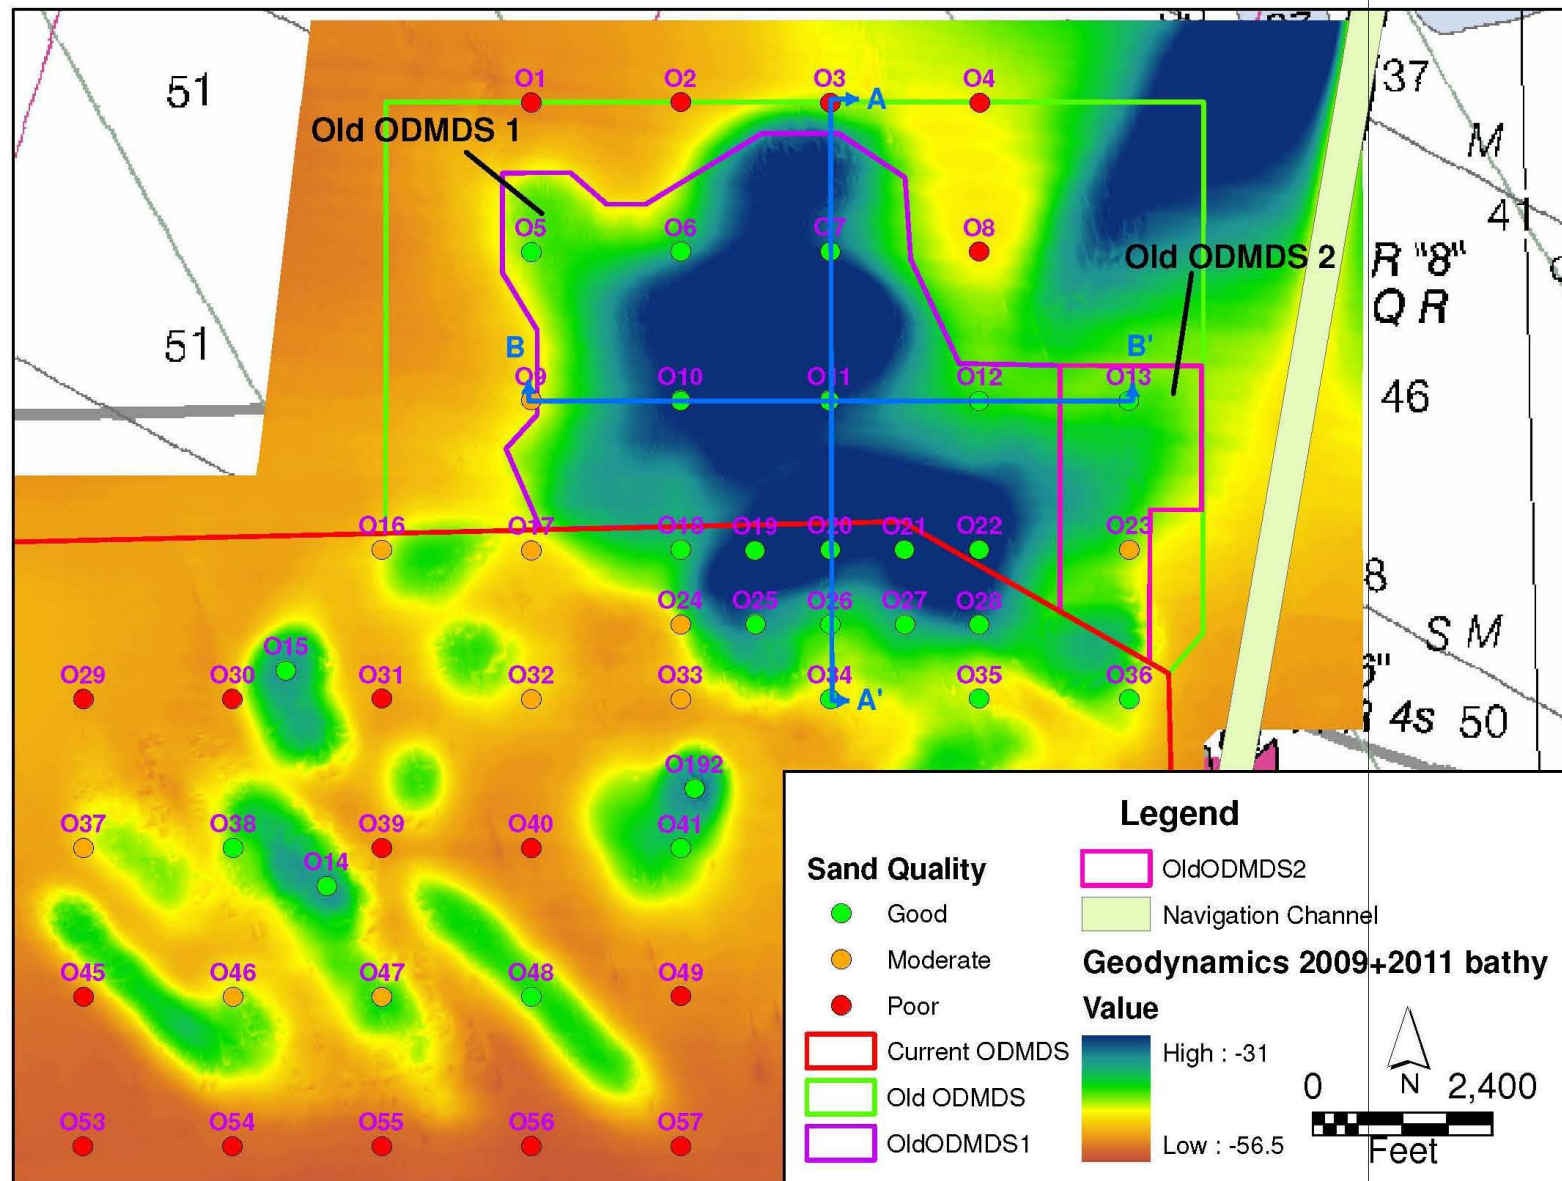 51
37
O1 O2 O3 O4
A
Old ODMDS 1
M
41
O5 O6 O7 O8
Old ODMDS 2
R "8"
Q R
51
B B'
O9 O10 O11 O12 O13
46
O16 O17 O18 O19 O20 O21 O22 O23
8
O24 O25 O26 O27 O28
S M
O15
O29 O30 O31 O32 O33 O34 O35 O36
6"
A'
4s 50
O192
O37 O38 O39 O40 O41
O14
O45 O46 O47 O48 O49
O53 O54 O55 O56 O57
Legend
Sand Quality
Good
Moderate
Poor
Current ODMDS
Old ODMDS
OldODMDS1
OldODMDS2
Navigation Channel
Geodynamics 2009+2011 bathy
Value
High : -31
Low : -56.5
N
0 2,400
Feet